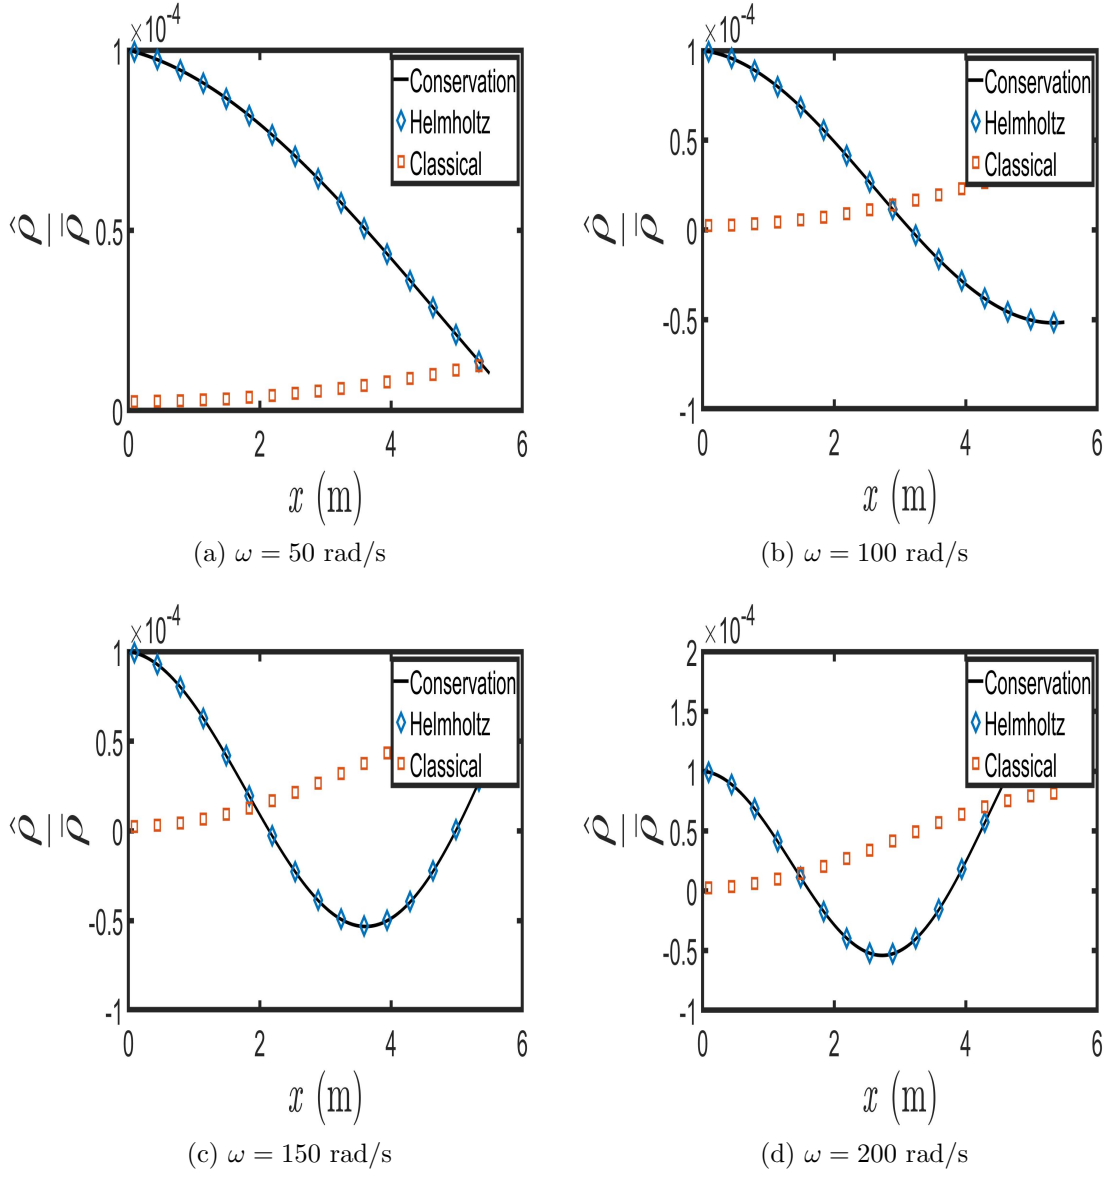 ×10⁻⁴
1
0.5
0
0 2 4 6
ρ̂
ρ̄
x (m)
Conservation
Helmholtz
Classical
(a) ω = 50 rad/s
×10⁻⁴
1
0.5
0
-0.5
-1
0 2 4 6
ρ̂
ρ̄
x (m)
Conservation
Helmholtz
Classical
(b) ω = 100 rad/s
×10⁻⁴
1
0.5
0
-0.5
-1
0 2 4 6
ρ̂
ρ̄
x (m)
Conservation
Helmholtz
Classical
(c) ω = 150 rad/s
×10⁻⁴
2
1.5
1
0.5
0
-0.5
-1
0 2 4 6
ρ̂
ρ̄
x (m)
Conservation
Helmholtz
Classical
(d) ω = 200 rad/s